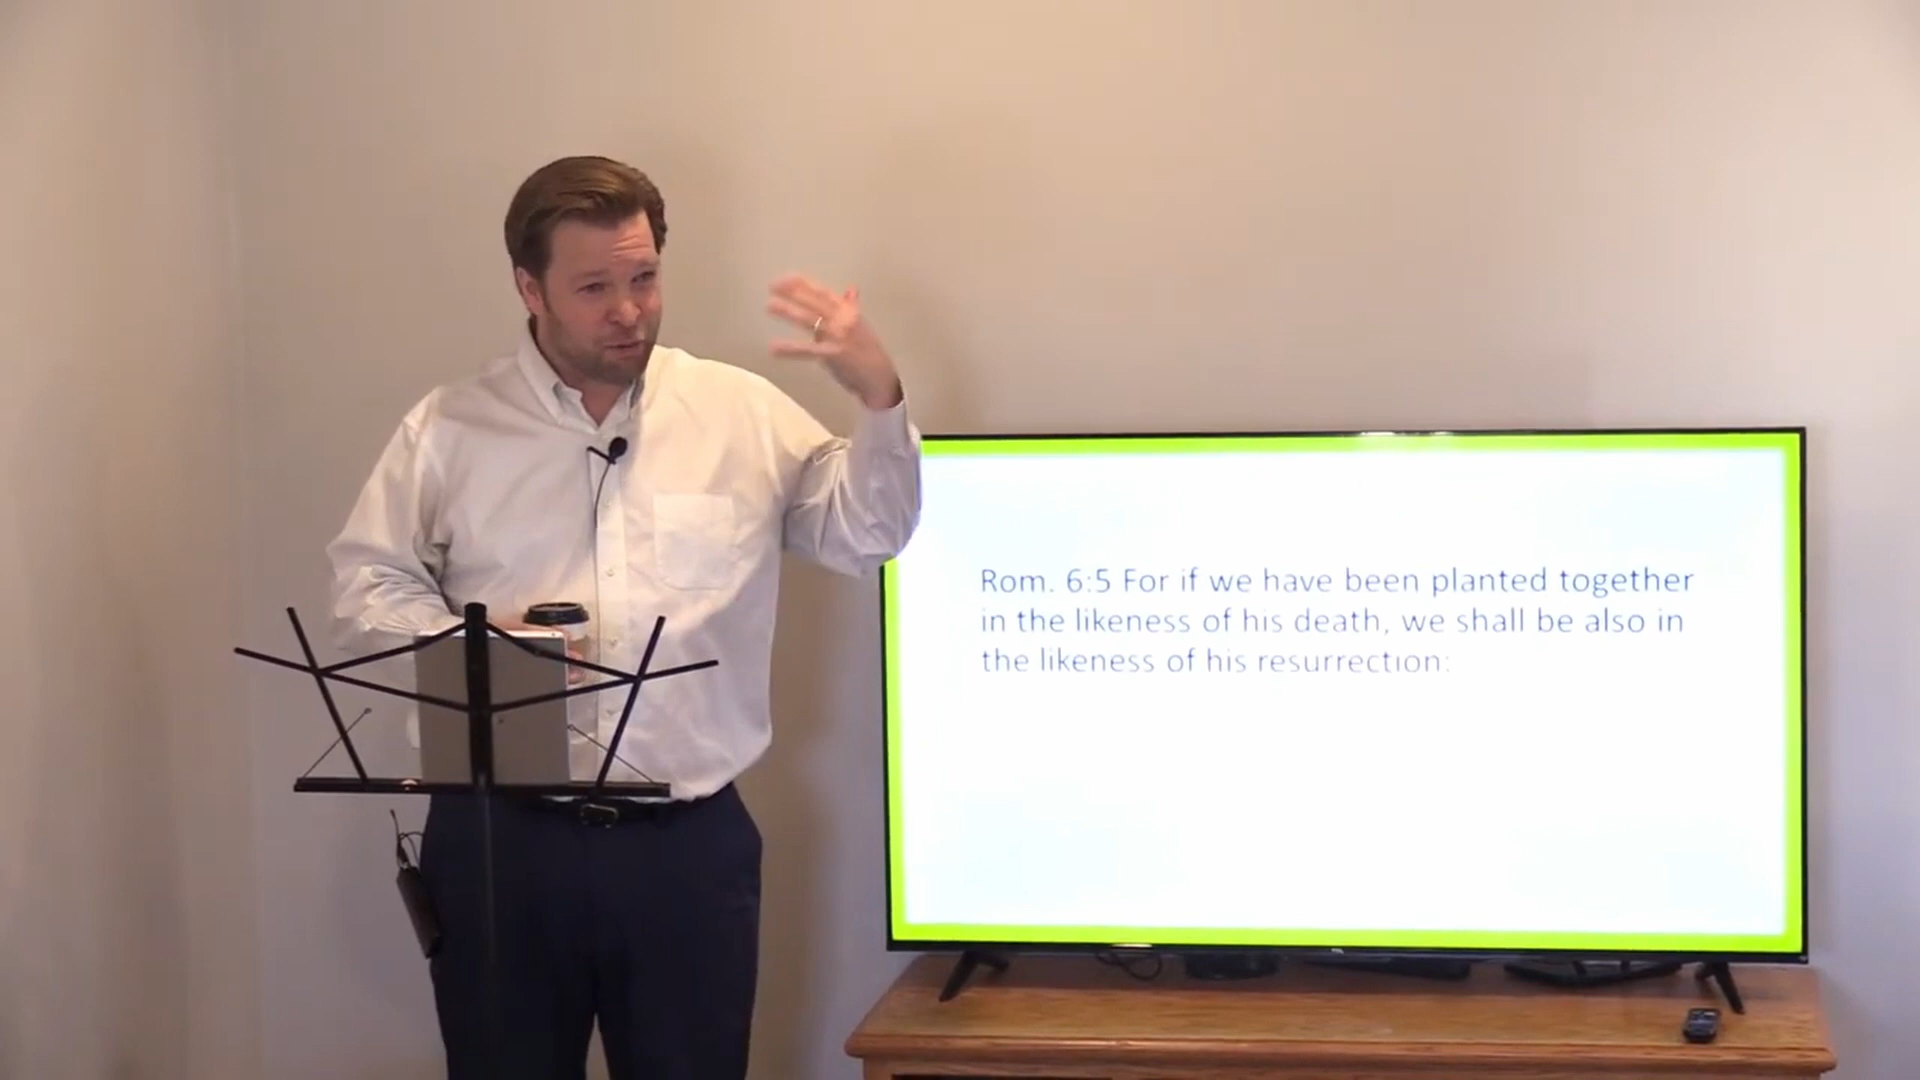 Rom. 6:5 For if we have been planted together
in the likeness of his death, we shall be also in
the likeness of his resurrection: